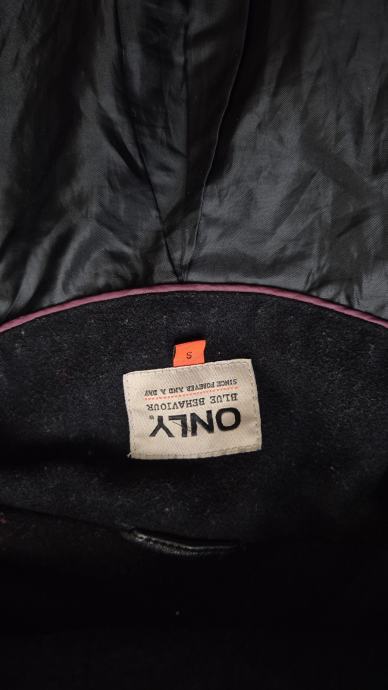 ONLY
BLUE BEHAVIOUR
SINCE FOREVER AND A DAY
S